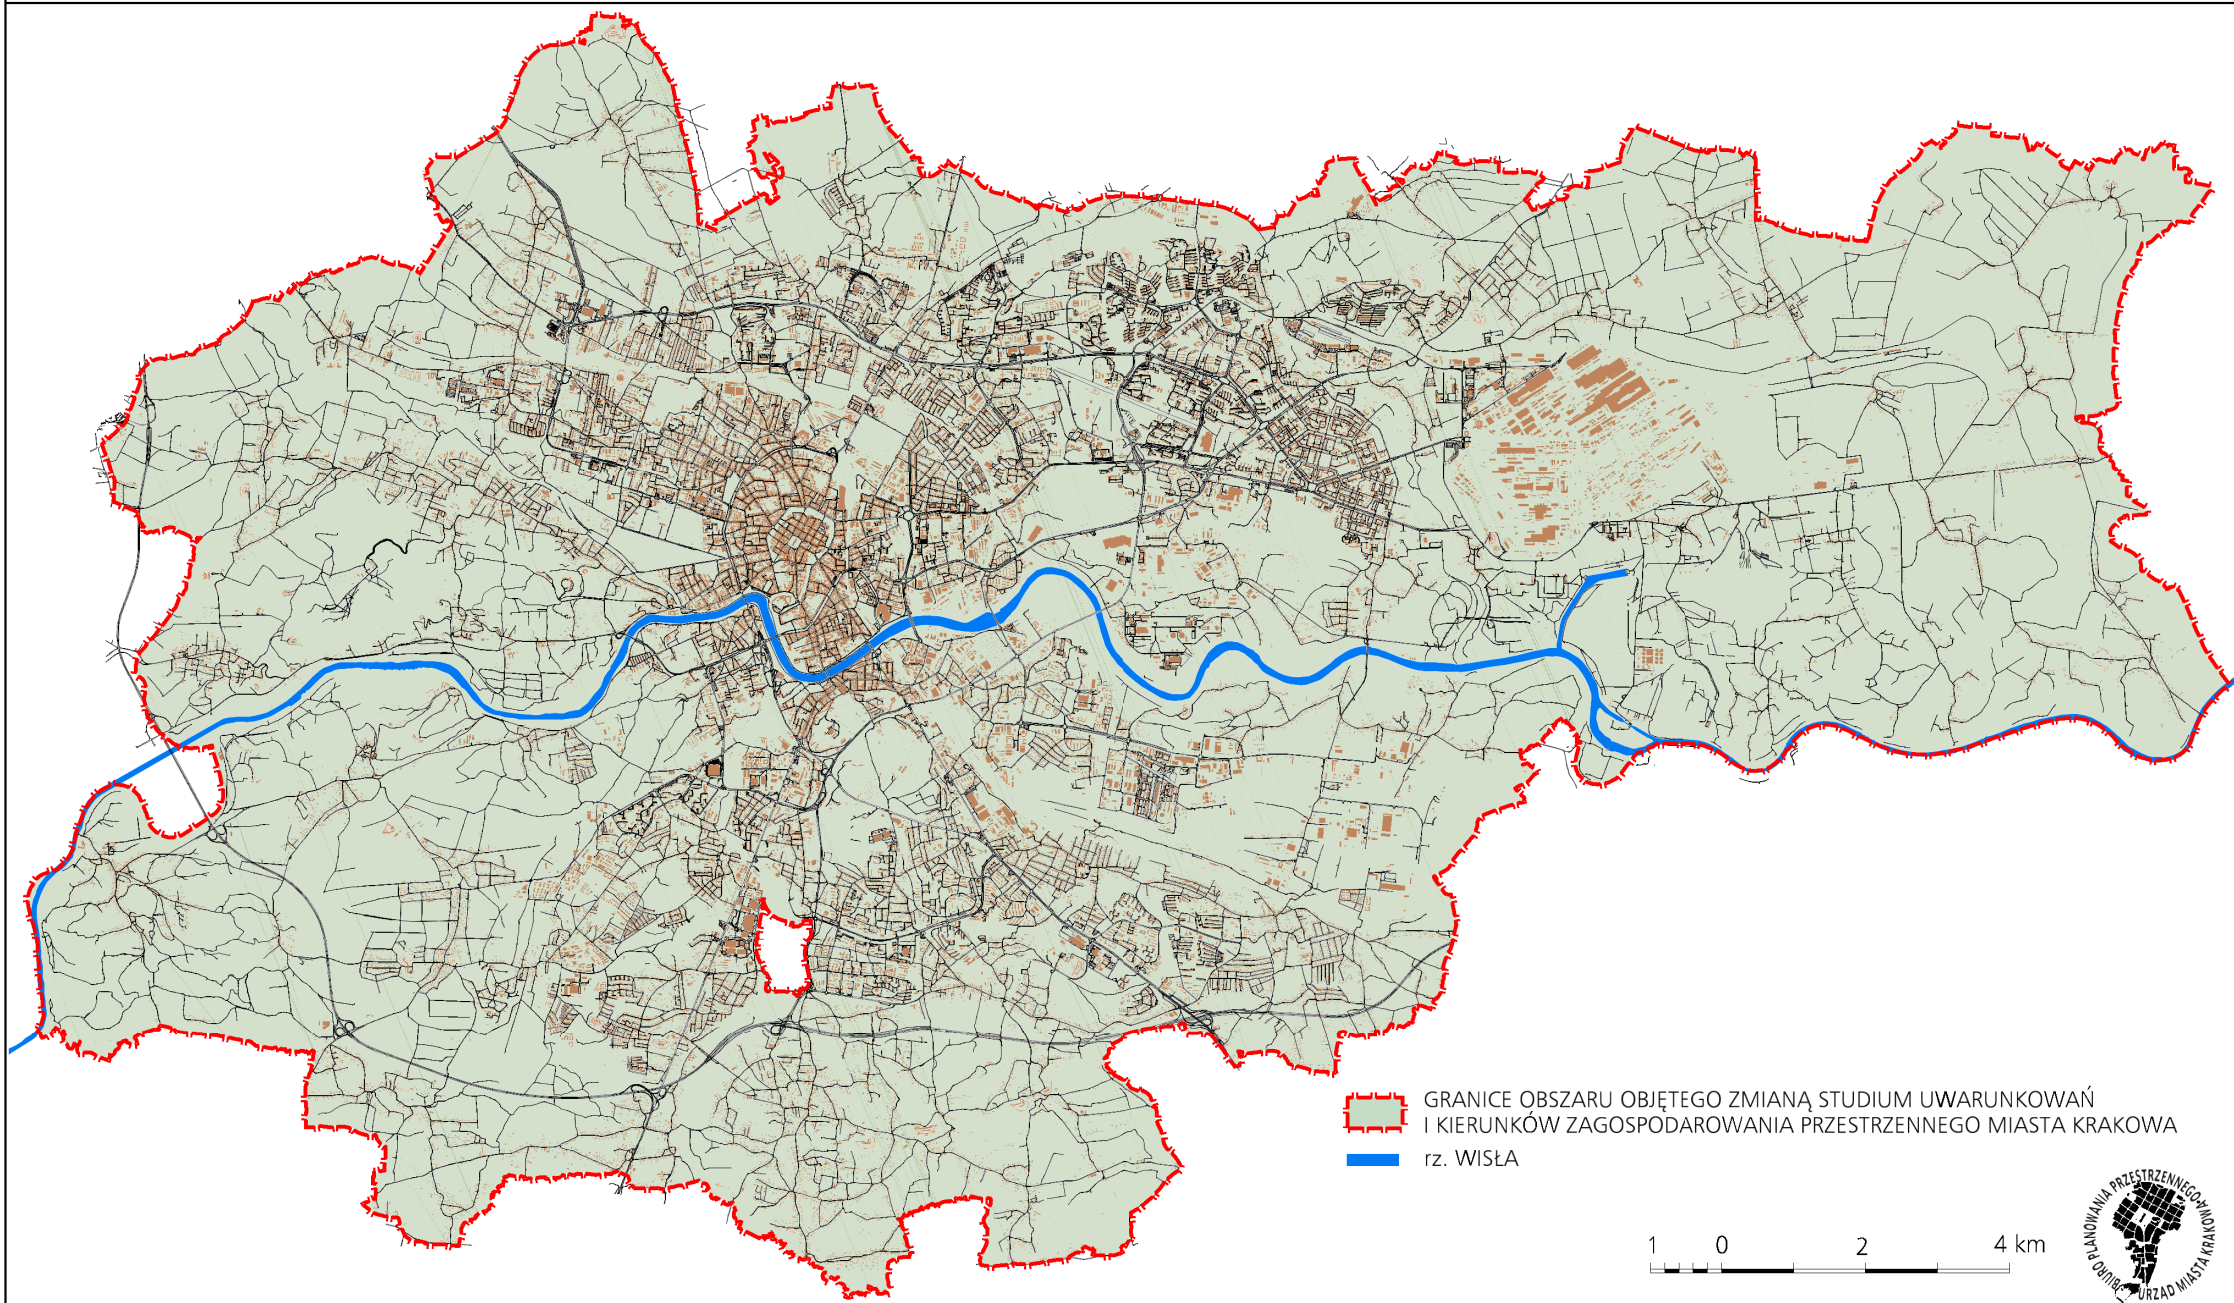 GRANICE OBSZARU OBJĘTEGO ZMIANĄ STUDIUM UWARUNKOWAŃ
I KIERUNKÓW ZAGOSPODAROWANIA PRZESTRZENNEGO MIASTA KRAKOWA
rz. WISŁA
1 0 2 4 km
BIURO PLANOWANIA PRZESTRZENNEGO
URZĄD MIASTA KRAKOWA